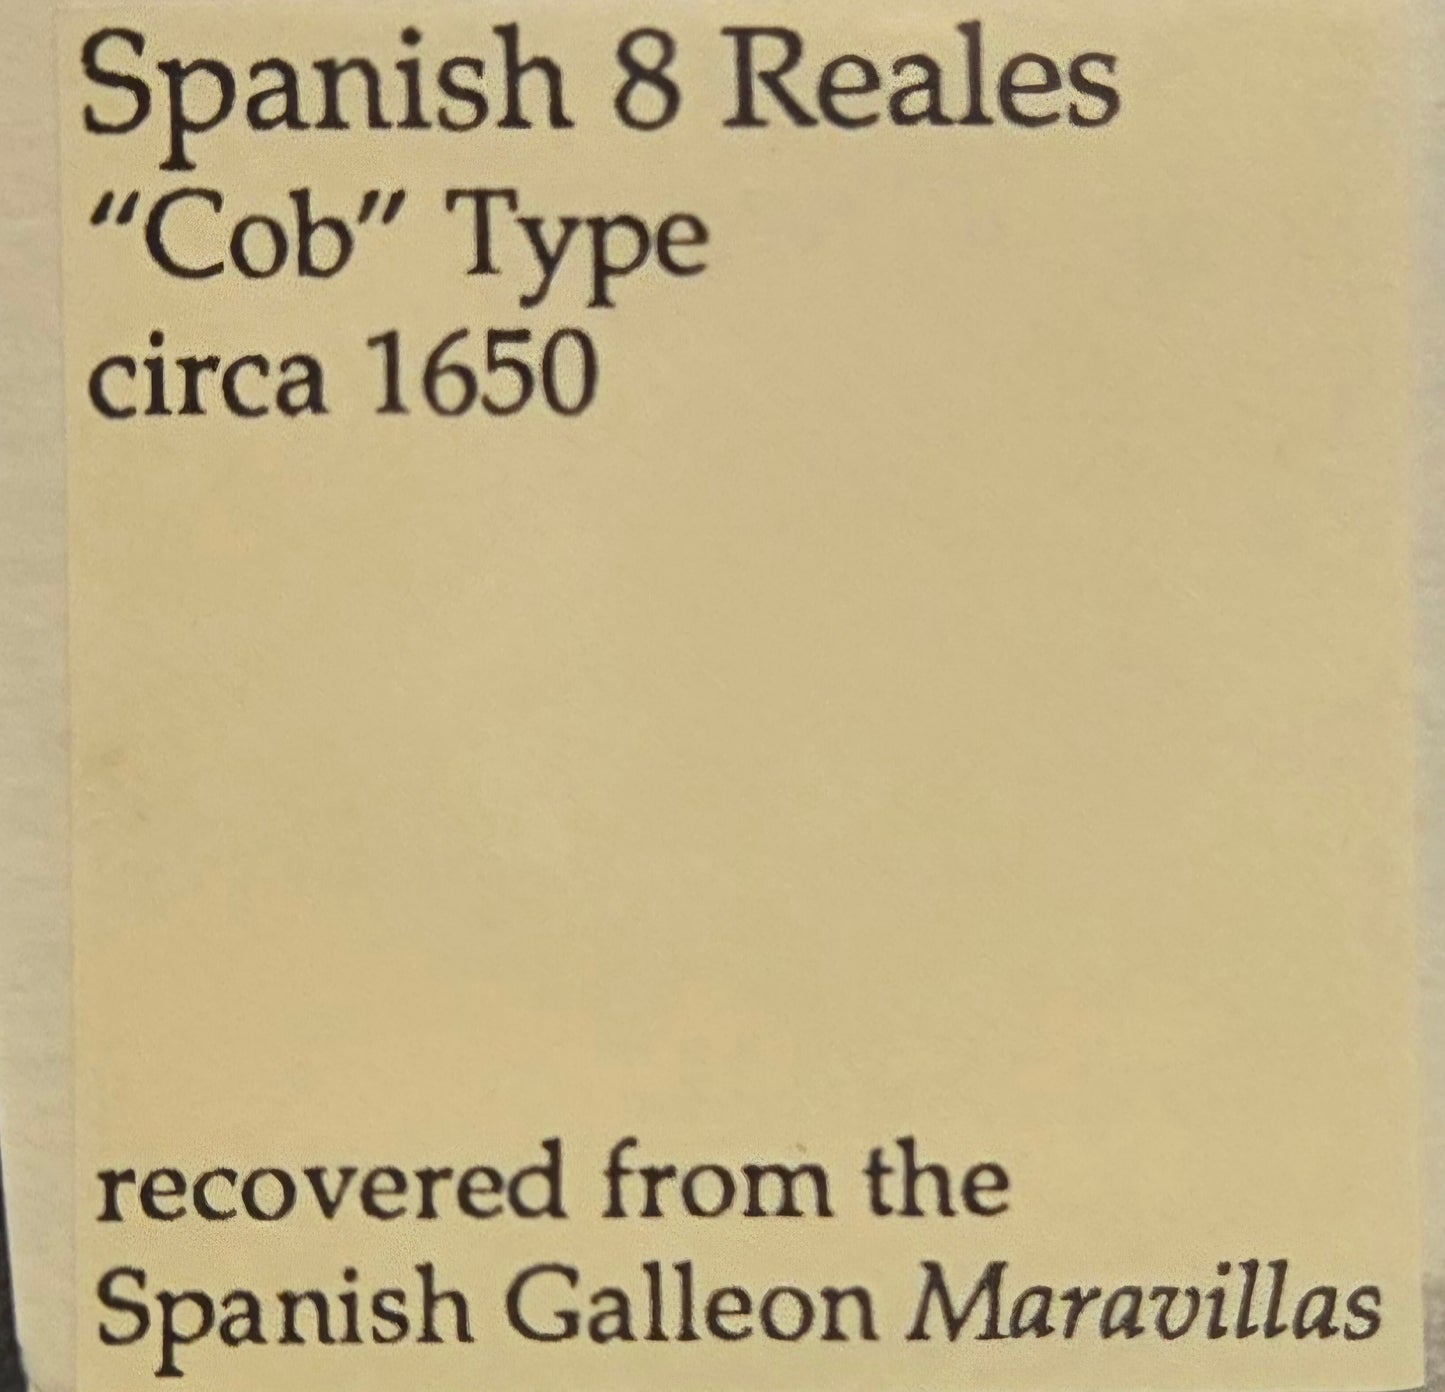 Spanish 8 Reales
“Cob” Type
circa 1650
recovered from the
Spanish Galleon Maravillas